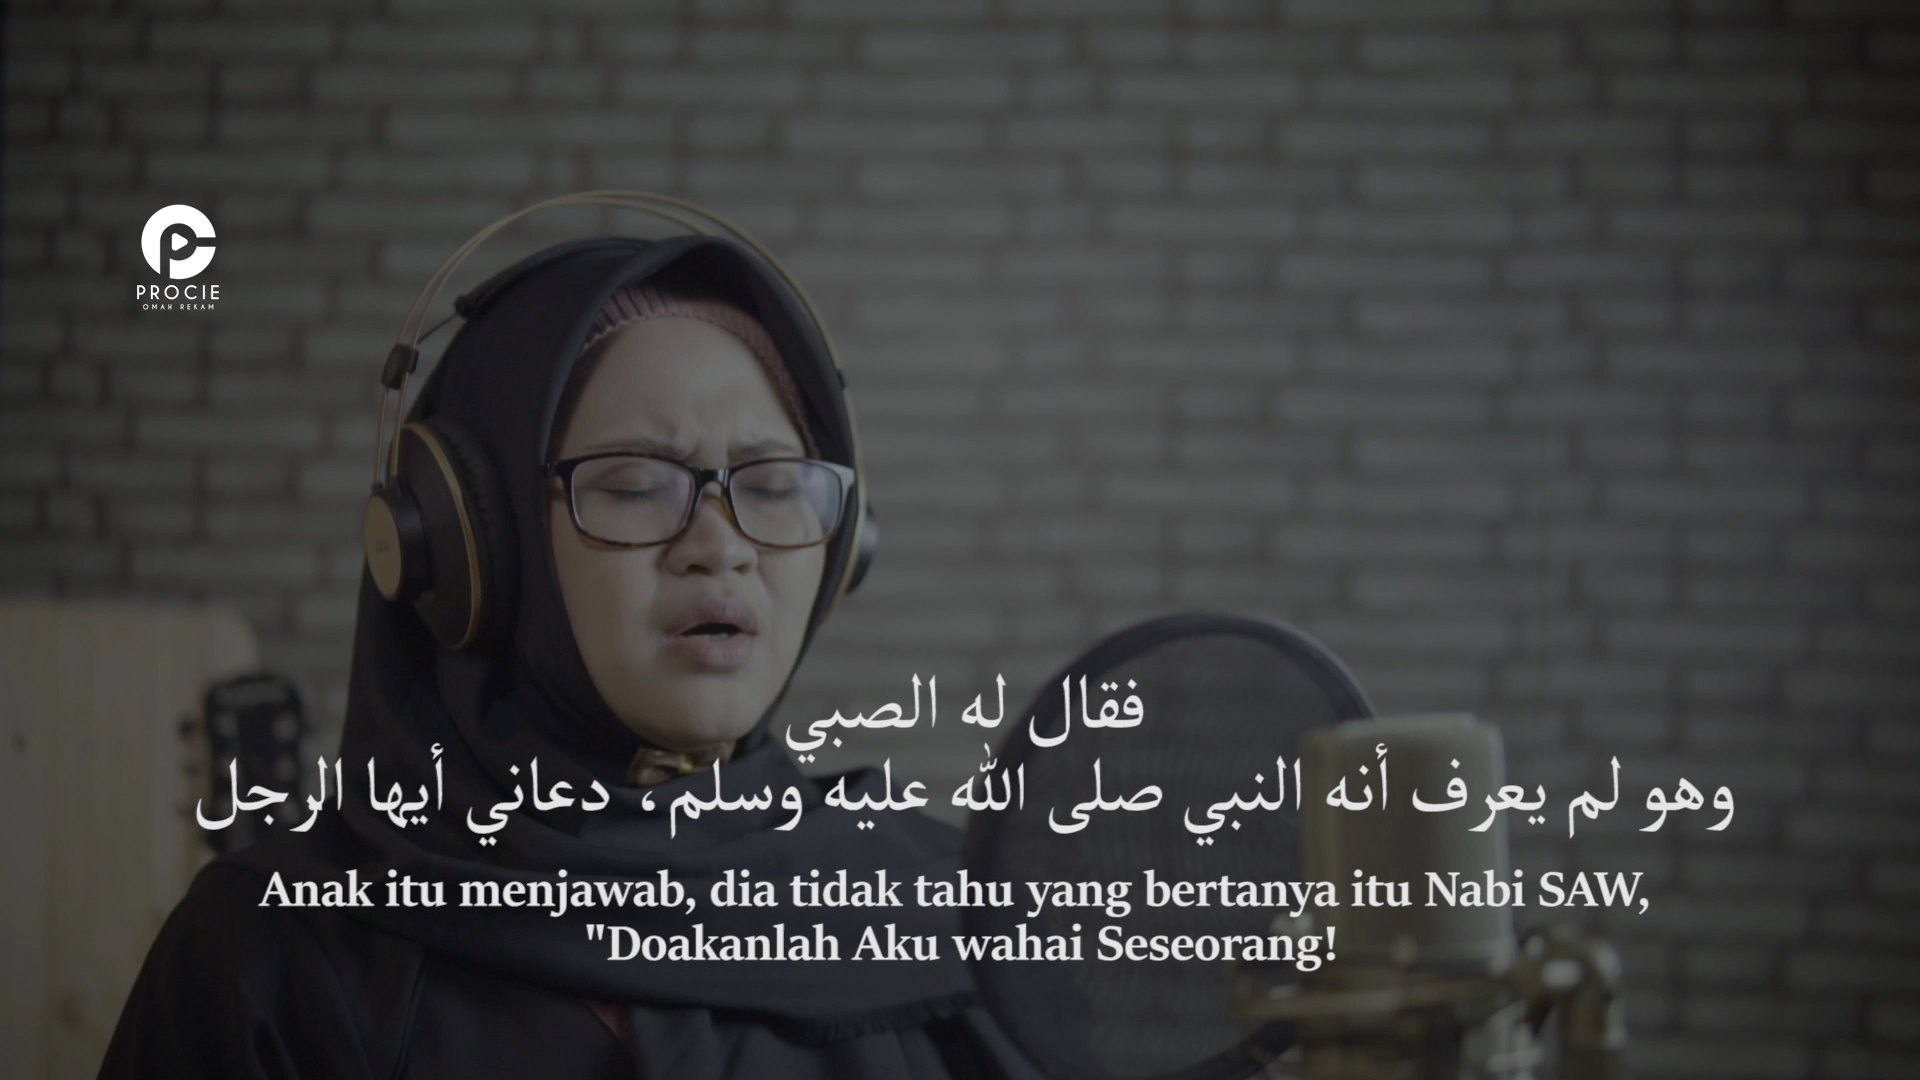 PROCIE
OMAH REKAM
فقال له الصبي
وهو لم يعرف أنه النبي صلى الله عليه وسلم، دعاني أيها الرجل
Anak itu menjawab, dia tidak tahu yang bertanya itu Nabi SAW,
"Doakanlah Aku wahai Seseorang!